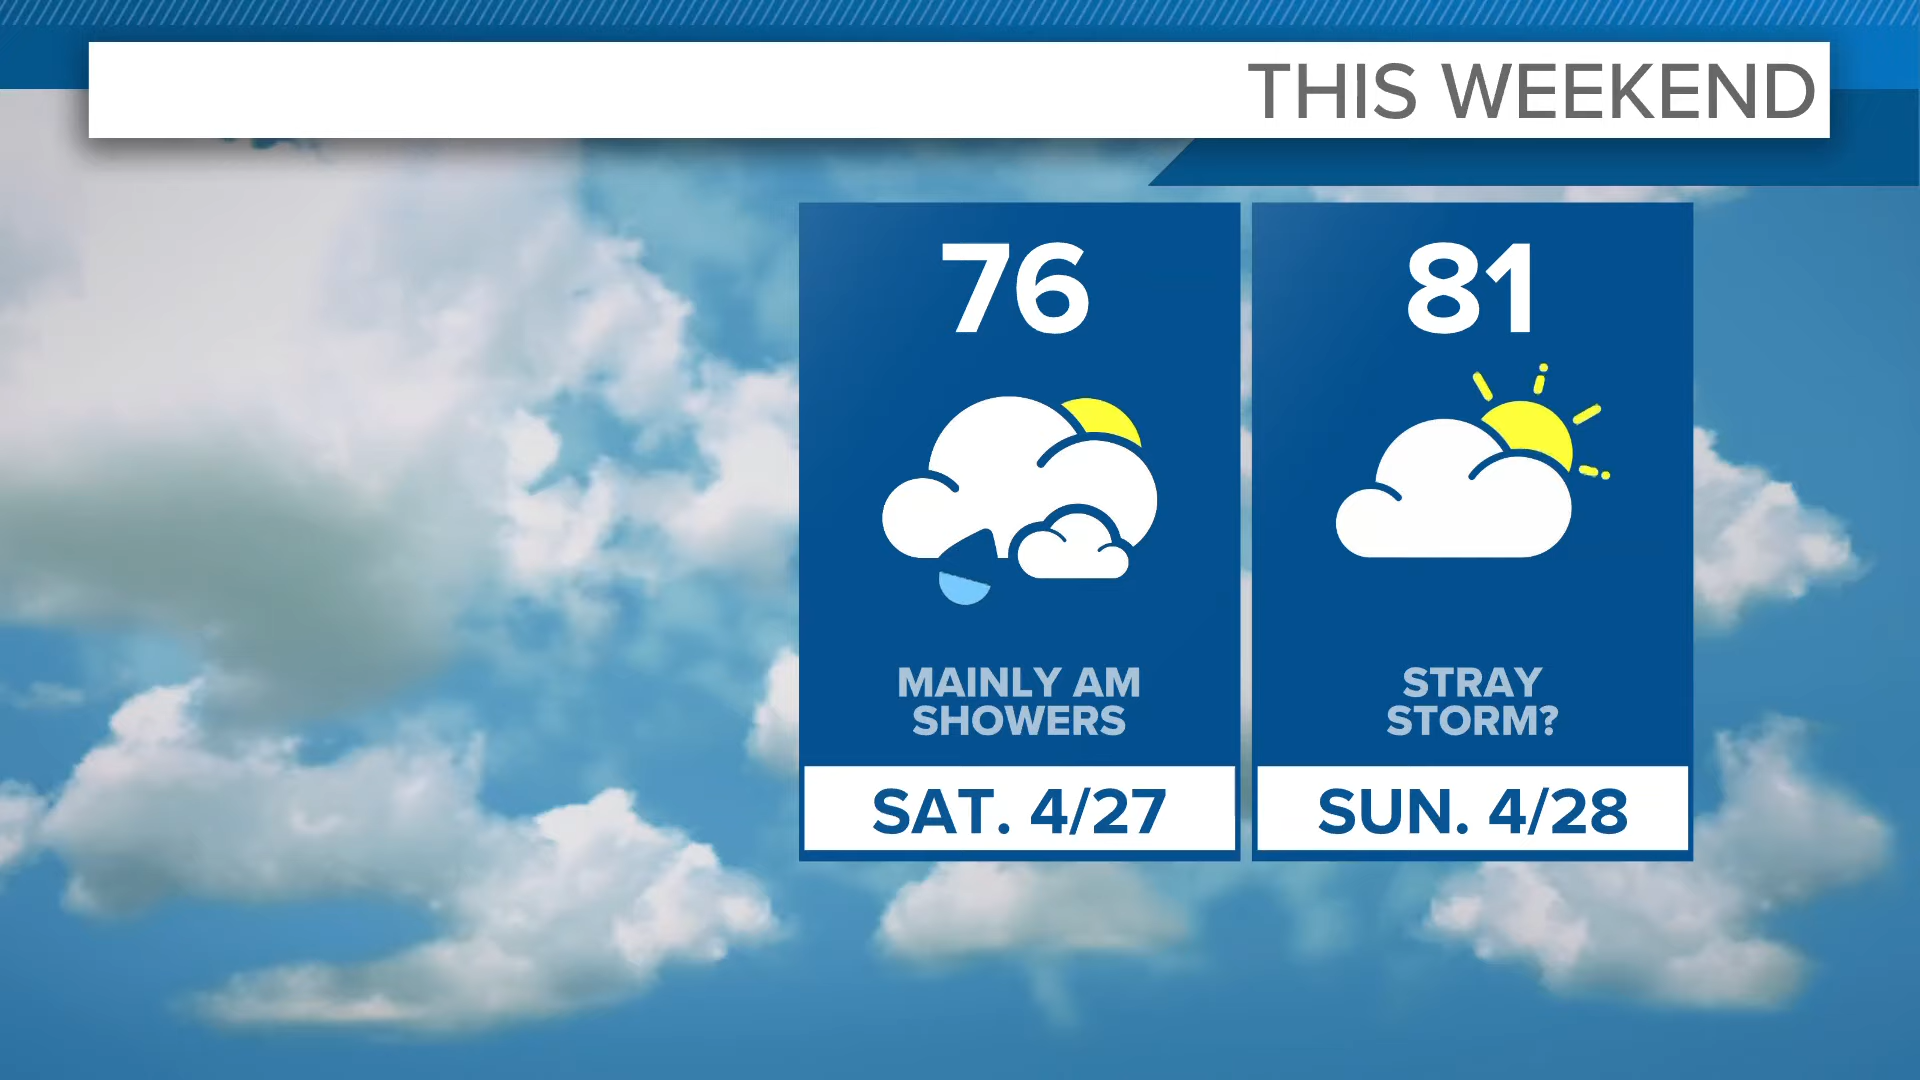 THIS WEEKEND
76
MAINLY AM
SHOWERS
SAT. 4/27
81
STRAY
STORM?
SUN. 4/28